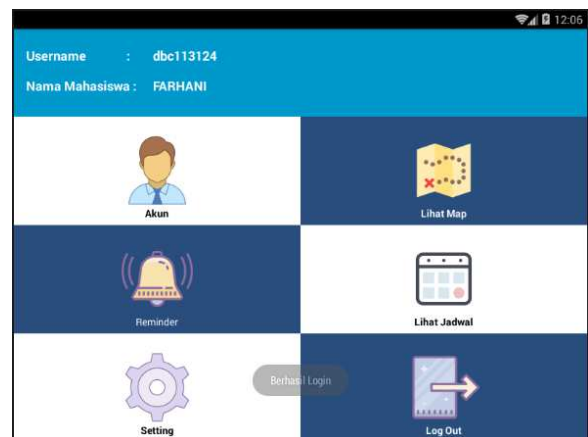 12:06
Username : dbc113124
Nama Mahasiswa : FARHANI
Akun
Lihat Map
Reminder
Lihat Jadwal
Berhasil Login
Setting
Log Out